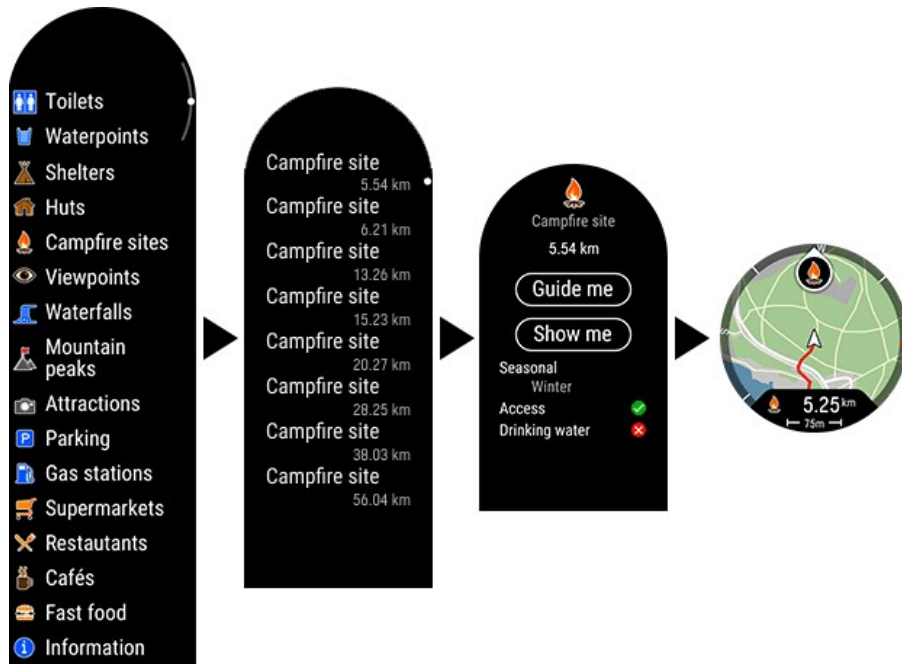 Toilets
Waterpoints
Shelters
Huts
Campfire sites
Viewpoints
Waterfalls
Mountain
peaks
Attractions
P
Parking
Gas stations
Supermarkets
Restautants
Cafés
Fast food
i
Information
Campfire site
5.54 km
Campfire site
6.21 km
Campfire site
13.26 km
Campfire site
15.23 km
Campfire site
20.27 km
Campfire site
28.25 km
Campfire site
38.03 km
Campfire site
56.04 km
Campfire site
5.54 km
Guide me
Show me
Seasonal
Winter
Access
Drinking water
5.25 km
75m